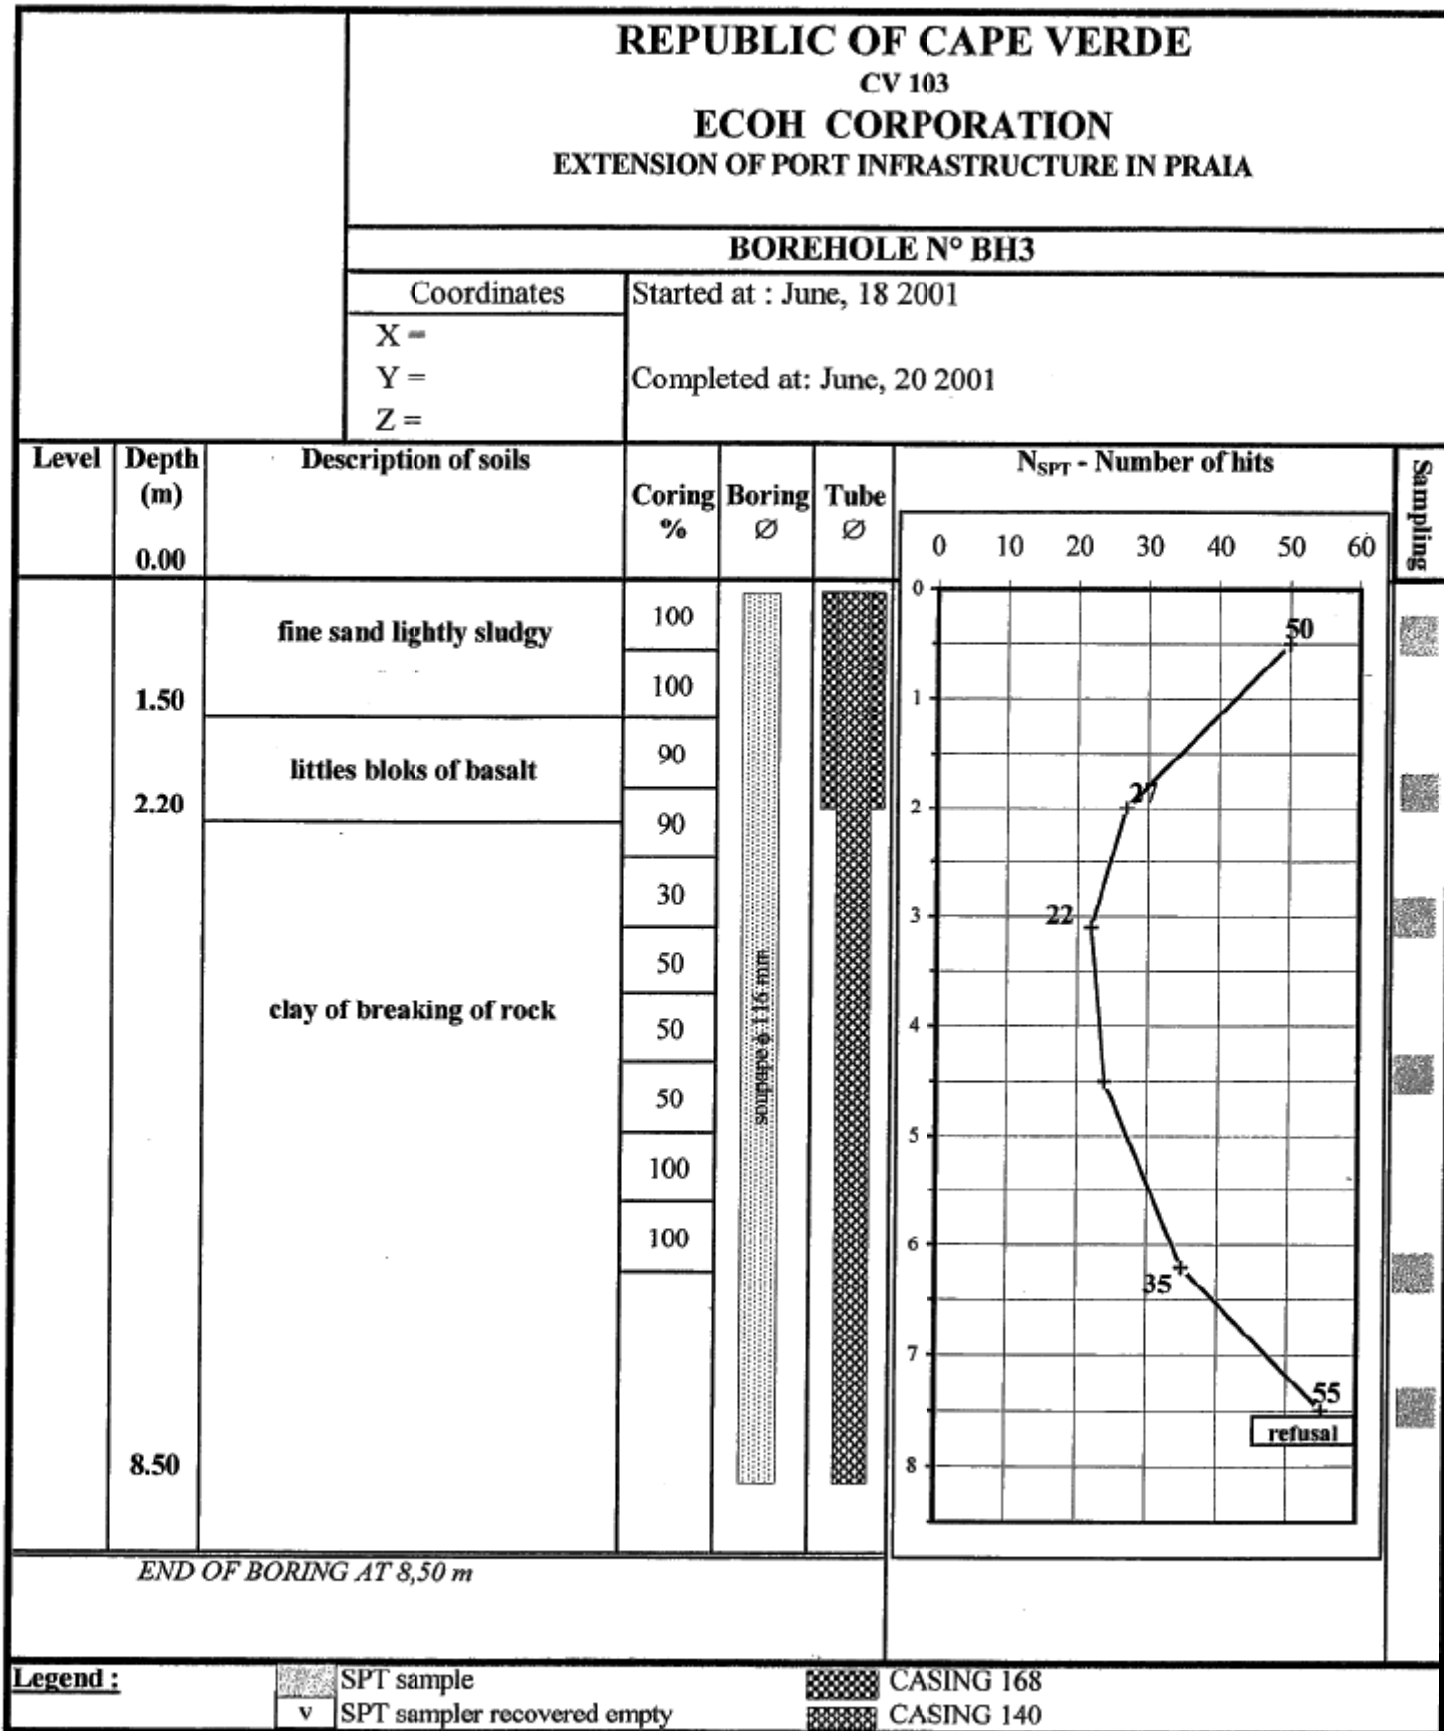 REPUBLIC OF CAPE VERDE
CV 103
ECOH CORPORATION
EXTENSION OF PORT INFRASTRUCTURE IN PRAIA
BOREHOLE N° BH3
Coordinates
Started at : June, 18 2001
X =
Y =
Completed at: June, 20 2001
Z =
Level
Depth (m)
0.00
Description of soils
Coring %
Boring Ø
Tube Ø
NSPT - Number of hits
Sampling
0 10 20 30 40 50 60
fine sand lightly sludgy
1.50
littles bloks of basalt
2.20
clay of breaking of rock
8.50
100
100
90
90
30
50
50
50
100
100
soupape ϕ 116 mm
0
1
2
3
4
5
6
7
8
50
27
22
35
55
refusal
END OF BORING AT 8,50 m
Legend :
SPT sample
CASING 168
v SPT sampler recovered empty
CASING 140